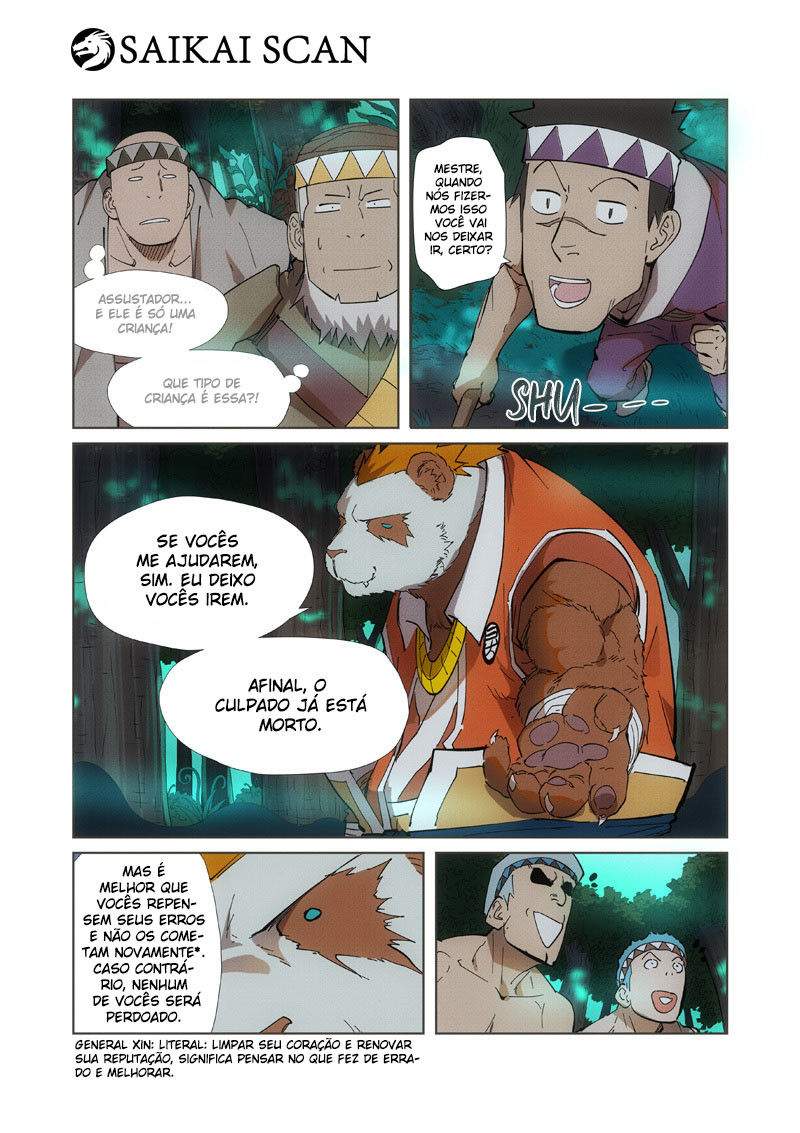 SAIKAI SCAN
ASSUSTADOR...
E ELE É SÓ UMA
CRIANÇA!
QUE TIPO DE
CRIANÇA É ESSA?!
MESTRE,
QUANDO
NÓS FIZER-
MOS ISSO
VOCÊ VAI
NOS DEIXAR
IR, CERTO?
SHU- - - -
SE VOCÊS
ME AJUDAREM,
SIM. EU DEIXO
VOCÊS IREM.
AFINAL, O
CULPADO JÁ ESTÁ
MORTO.
MAS É
MELHOR QUE
VOCÊS REPEN-
SEM SEUS ERROS
E NÃO OS COME-
TAM NOVAMENTE*.
CASO CONTRÁ-
RIO, NENHUM
DE VOCÊS SERÁ
PERDOADO.
GENERAL XIN: LITERAL: LIMPAR SEU CORAÇÃO E RENOVAR
SUA REPUTAÇÃO, SIGNIFICA PENSAR NO QUE FEZ DE ERRA-
DO E MELHORAR.